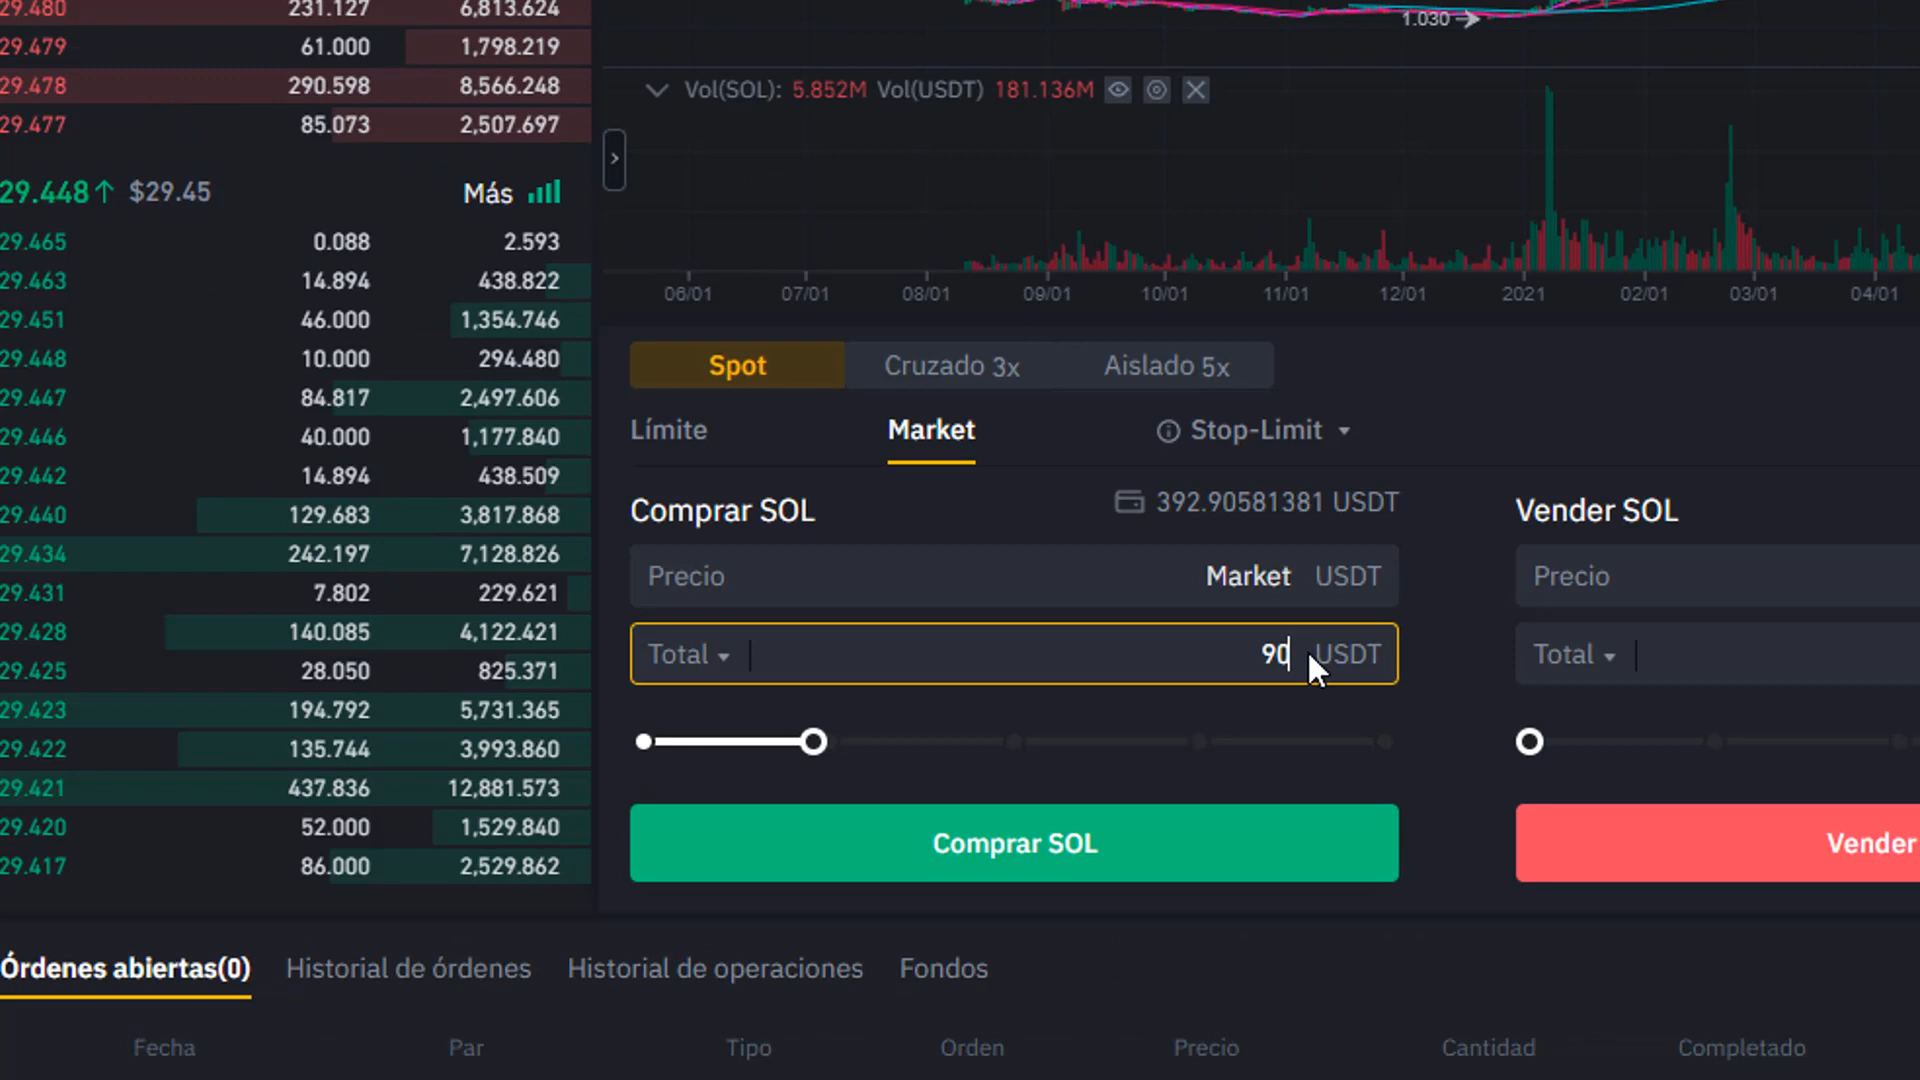 29.480 231.127 6,813.624
29.479 61.000 1,798.219
29.478 290.598 8,566.248
29.477 85.073 2,507.697
29.448↑ $29.45 Más
29.465 0.088 2.593
29.463 14.894 438.822
29.451 46.000 1,354.746
29.448 10.000 294.480
29.447 84.817 2,497.606
29.446 40.000 1,177.840
29.442 14.894 438.509
29.440 129.683 3,817.868
29.434 242.197 7,128.826
29.431 7.802 229.621
29.428 140.085 4,122.421
29.425 28.050 825.371
29.423 194.792 5,731.365
29.422 135.744 3,993.860
29.421 437.836 12,881.573
29.420 52.000 1,529.840
29.417 86.000 2,529.862
1.030
Vol(SOL): 5.852M Vol(USDT) 181.136M
06/01 07/01 08/01 09/01 10/01 11/01 12/01 2021 02/01 03/01 04/01
Spot Cruzado 3x Aislado 5x
Límite Market Stop-Limit
Comprar SOL 392.90581381 USDT
Precio Market USDT
Total 90 USDT
Comprar SOL
Vender SOL
Precio
Total
Vender
Órdenes abiertas(0) Historial de órdenes Historial de operaciones Fondos
Fecha Par Tipo Orden Precio Cantidad Completado